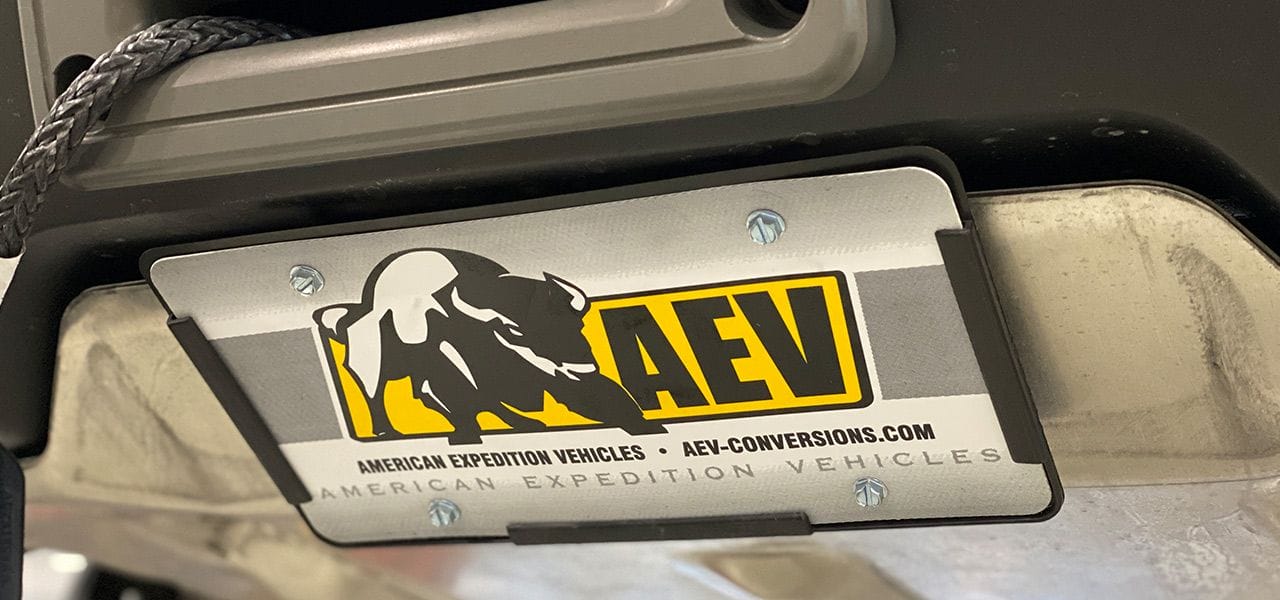 AEV
AMERICAN EXPEDITION VEHICLES • AEV-CONVERSIONS.COM
AMERICAN EXPEDITION VEHICLES